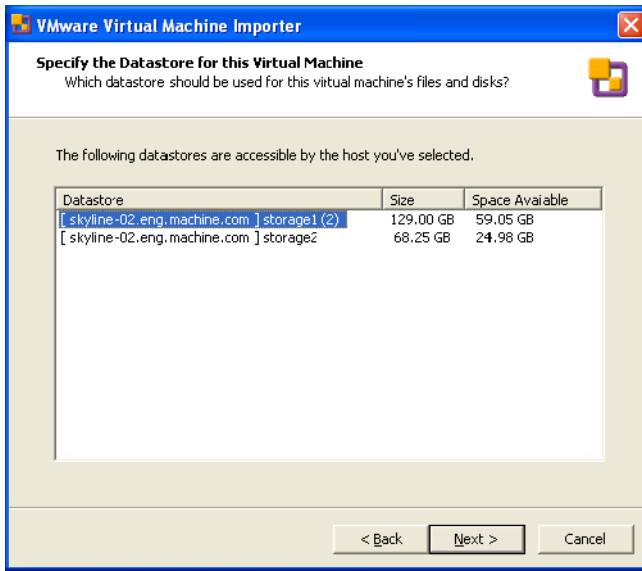 VMware Virtual Machine Importer
Specify the Datastore for this Virtual Machine
Which datastore should be used for this virtual machine's files and disks?
The following datastores are accessible by the host you've selected.
Datastore Size Space Available
[ skyline-02.eng.machine.com ] storage1 (2) 129.00 GB 59.05 GB
[ skyline-02.eng.machine.com ] storage2 68.25 GB 24.98 GB
< Back Next > Cancel